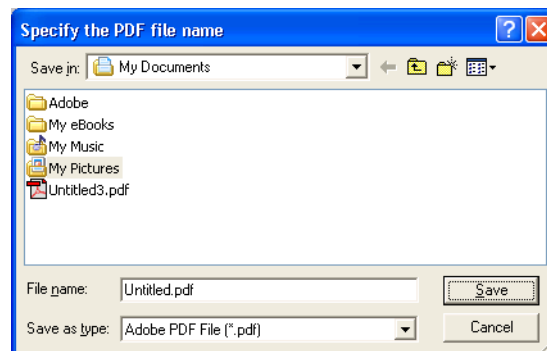 Specify the PDF file name
Save in: My Documents
Adobe
My eBooks
My Music
My Pictures
Untitled3.pdf
File name: Untitled.pdf Save
Save as type: Adobe PDF File (*.pdf) Cancel